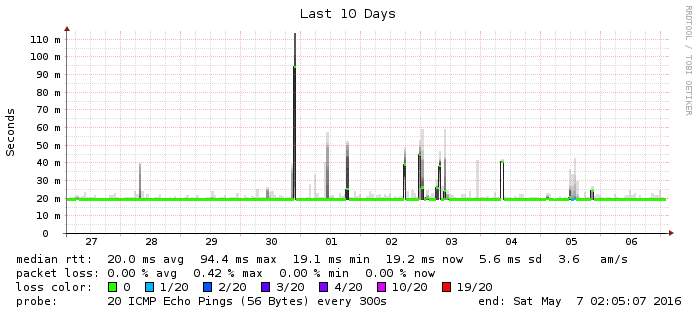 Last 10 Days
RRDTOOL / TOBI OETIKER
Seconds
110 m
100 m
90 m
80 m
70 m
60 m
50 m
40 m
30 m
20 m
10 m
0
27 28 29 30 01 02 03 04 05 06
median rtt: 20.0 ms avg 94.4 ms max 19.1 ms min 19.2 ms now 5.6 ms sd 3.6 am/s
packet loss: 0.00 % avg 0.42 % max 0.00 % min 0.00 % now
loss color: 0 1/20 2/20 3/20 4/20 10/20 19/20
probe: 20 ICMP Echo Pings (56 Bytes) every 300s end: Sat May 7 02:05:07 2016